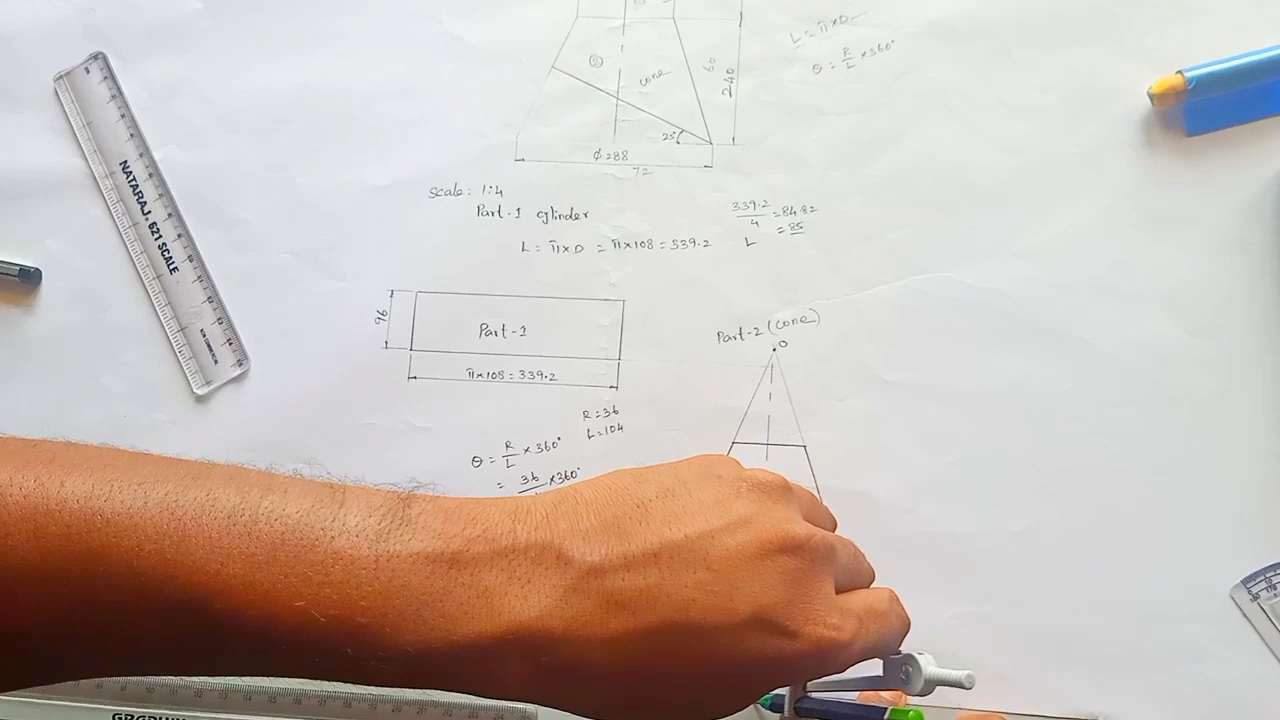 L = π×D
θ = R/L ×360°
②
cone
60
240
25°
φ288
72
Scale: 1:4
Part-1 cylinder
339.2/4 = 84.82
L = 85
L = π×D = π×108 = 339.2
96
Part-1
π×108 = 339.2
Part-2 (cone)
O
R=36
L=104
θ = R/L ×360°
= 36/ ×360°
NATARAJ. 621 SCALE